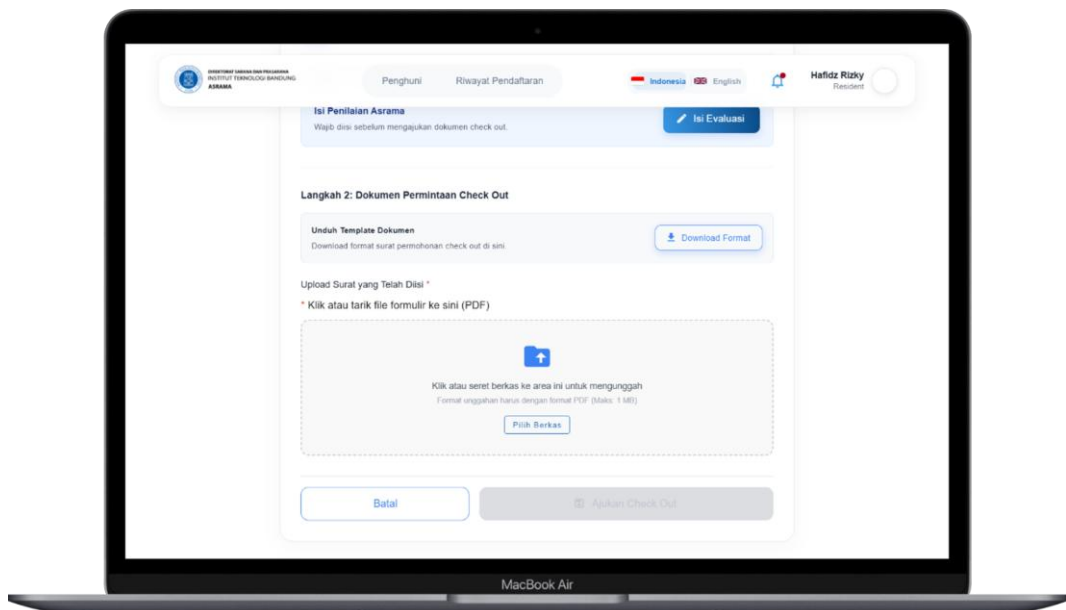 DIREKTORAT SARANA DAN PRASARANA
INSTITUT TEKNOLOGI BANDUNG
ASRAMA
Penghuni
Riwayat Pendaftaran
Indonesia
English
Hafidz Rizky
Resident
Isi Penilaian Asrama
Wajib diisi sebelum mengajukan dokumen check out.
Isi Evaluasi
Langkah 2: Dokumen Permintaan Check Out
Unduh Template Dokumen
Download format surat permohonan check out di sini.
Download Format
Upload Surat yang Telah Diisi *
* Klik atau tarik file formulir ke sini (PDF)
Klik atau seret berkas ke area ini untuk mengunggah
Format unggahan harus dengan format PDF (Maks. 1 MB)
Pilih Berkas
Batal
Ajukan Check Out
MacBook Air